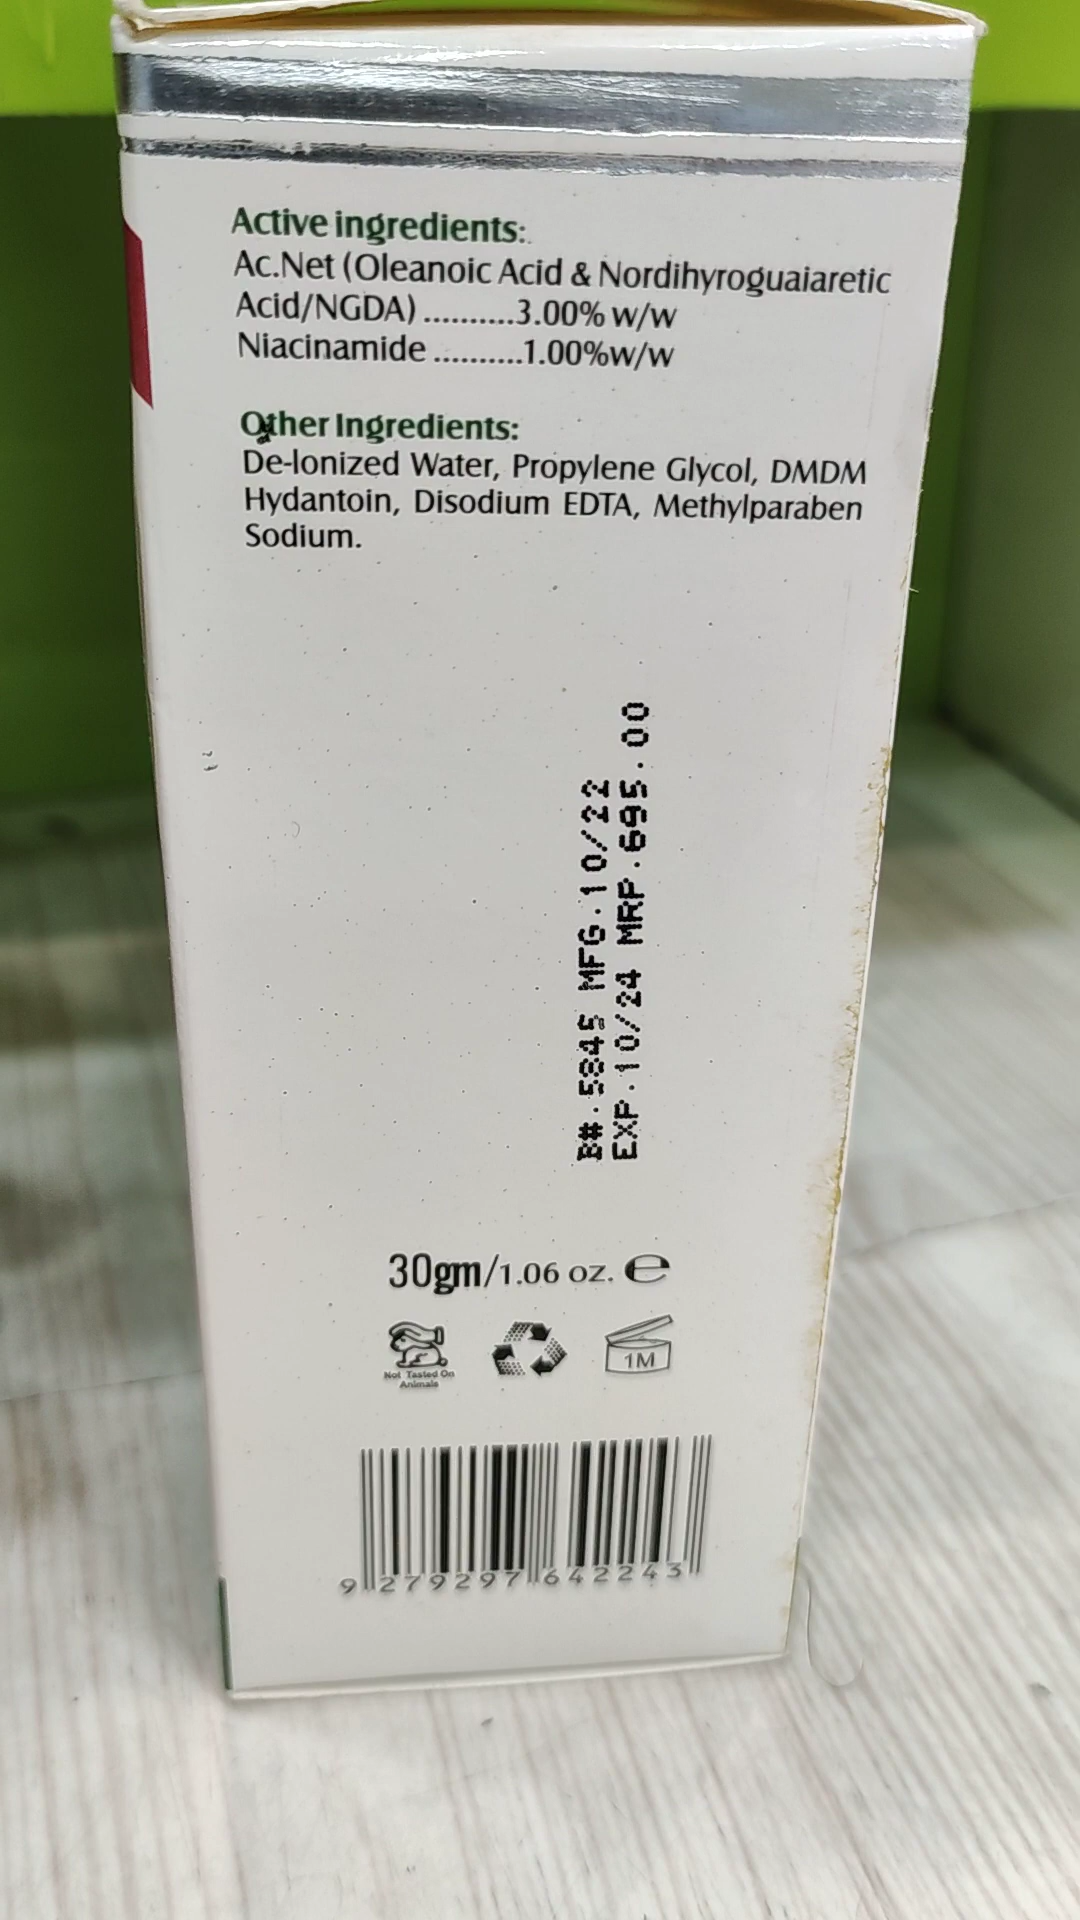 Active ingredients:
Ac.Net (Oleanoic Acid & Nordihyroguaiaretic
Acid/NGDA) ..........3.00% w/w
Niacinamide ..........1.00%w/w
Other Ingredients:
De-Ionized Water, Propylene Glycol, DMDM
Hydantoin, Disodium EDTA, Methylparaben
Sodium.
B#.5845 MFG.10/22
EXP.10/24 MRP.695.00
30gm/1.06 oz. ℮
Not Tasted On
Animals
1M
9 279297 642243